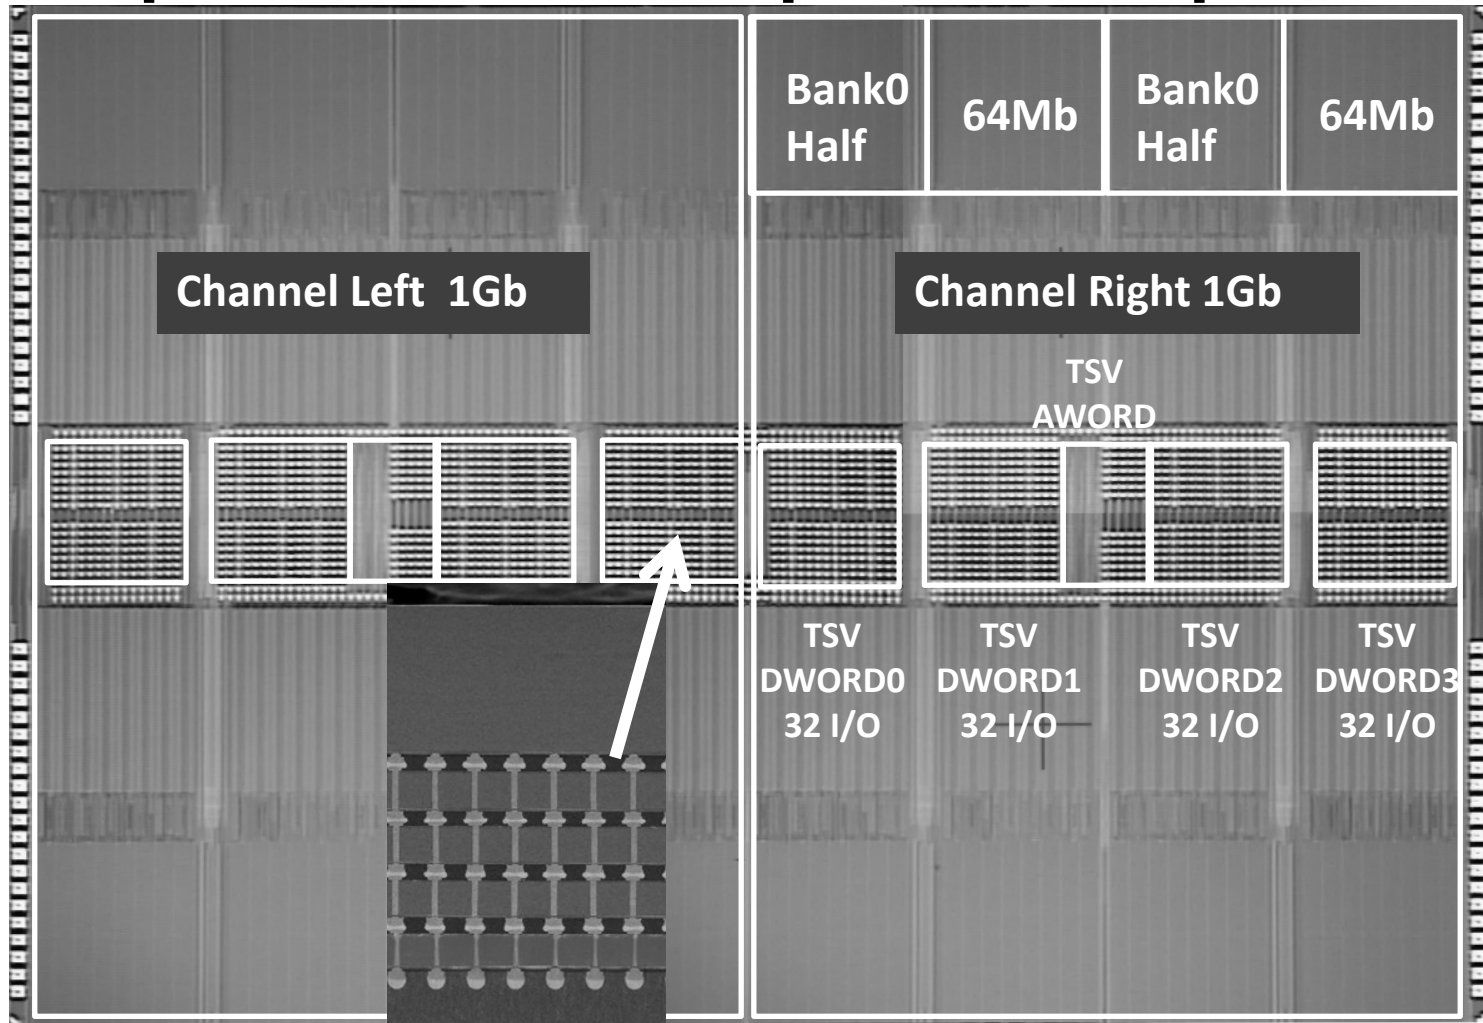 Bank0
Half
64Mb
Bank0
Half
64Mb
Channel Left 1Gb
Channel Right 1Gb
TSV
AWORD
TSV
DWORD0
32 I/O
TSV
DWORD1
32 I/O
TSV
DWORD2
32 I/O
TSV
DWORD3
32 I/O